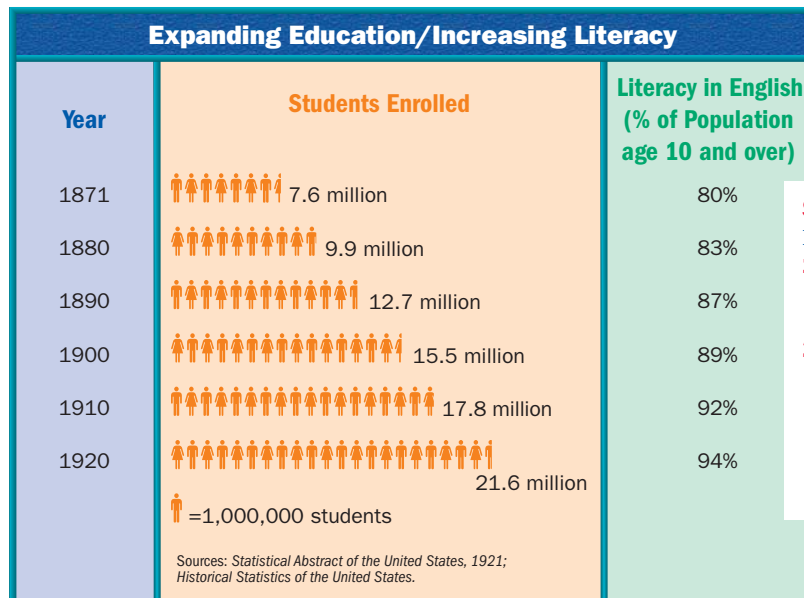 Expanding Education/Increasing Literacy
Year
Students Enrolled
Literacy in English
(% of Population
age 10 and over)
1871
7.6 million
80%
1880
9.9 million
83%
1890
12.7 million
87%
1900
15.5 million
89%
1910
17.8 million
92%
1920
21.6 million
94%
=1,000,000 students
Sources: Statistical Abstract of the United States, 1921;
Historical Statistics of the United States.